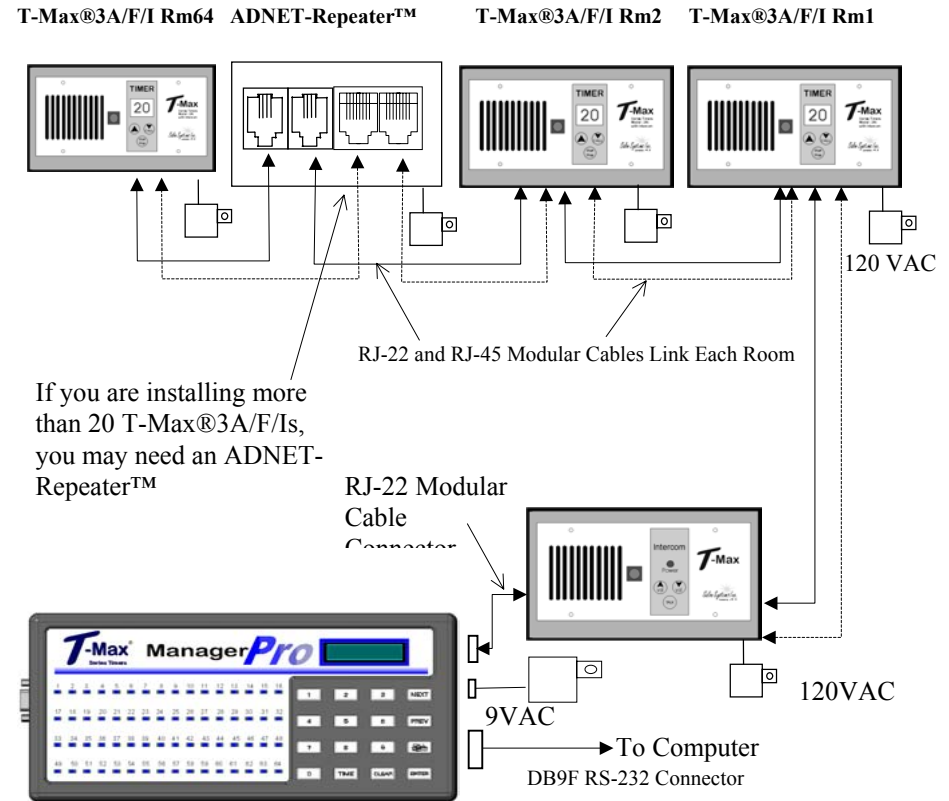 T-Max®3A/F/I Rm64 ADNET-Repeater™ T-Max®3A/F/I Rm2 T-Max®3A/F/I Rm1
TIMER
20
T-Max
TIMER
20
T-Max
TIMER
20
T-Max
120 VAC
RJ-22 and RJ-45 Modular Cables Link Each Room
If you are installing more
than 20 T-Max®3A/F/Is,
you may need an ADNET-
Repeater™
RJ-22 Modular
Cable
Connector
Intercom
Power
T-Max
120VAC
9VAC
To Computer
DB9F RS-232 Connector
T-Max® ManagerPro
Series Timers
1 2 3 4 5 6 7 8 9 10 11 12 13 14 15 16
17 18 19 20 21 22 23 24 25 26 27 28 29 30 31 32
33 34 35 36 37 38 39 40 41 42 43 44 45 46 47 48
49 50 51 52 53 54 55 56 57 58 59 60 61 62 63 64
1 2 3 NEXT
4 5 6 PREV
7 8 9
0 TIME CLEAR ENTER